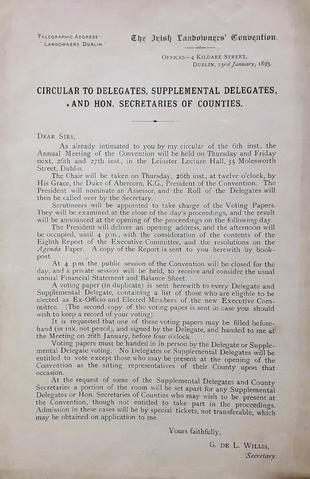 TELEGRAPHIC ADDRESS—
"LANDOWNERS DUBLIN."
The Irish Landowners' Convention.
OFFICES—4 KILDARE STREET,
DUBLIN, 23rd January, 1893.
CIRCULAR TO DELEGATES, SUPPLEMENTAL DELEGATES,
AND HON. SECRETARIES OF COUNTIES.
DEAR SIRS,
As already intimated to you by my circular of the 6th inst., the
Annual Meeting of the Convention will be held on Thursday and Friday
next, 26th and 27th inst., in the Leinster Lecture Hall, 35 Molesworth
Street, Dublin.
The Chair will be taken on Thursday, 26th inst., at twelve o'clock, by
His Grace, the Duke of Abercorn, K.G., President of the Convention. The
President will nominate an Assessor, and the Roll of the Delegates will
then be called over by the Secretary.
Scrutineers will be appointed to take charge of the Voting Papers.
They will be examined at the close of the day's proceedings, and the result
will be announced at the opening of the proceedings on the following day.
The President will deliver an opening address, and the afternoon will
be occupied, until 4 p.m., with the consideration of the contents of the
Eighth Report of the Executive Committee, and the resolutions on the
Agenda Paper. A copy of the Report is sent to you herewith by book-
post.
At 4 p.m. the public session of the Convention will be closed for the
day, and a private session will be held, to receive and consider the usual
annual Financial Statement and Balance Sheet.
A voting paper (in duplicate) is sent herewith to every Delegate and
Supplemental Delegate, containing a list of those who are eligible to be
elected as Ex-Officio and Elected Members of the new Executive Com-
mittee. (The second copy of the voting paper is sent in case you should
wish to keep a record of your voting).
It is requested that one of these voting papers may be filled before-
hand (in ink, not pencil), and signed by the Delegate, and handed to me at
the Meeting on 26th January, before four o'clock.
Voting papers must be handed in in person by the Delegate or Supple-
mental Delegate voting. No Delegates or Supplemental Delegates will be
entitled to vote except those who may be present at the opening of the
Convention as the sitting representatives of their County upon that
occasion.
At the request of some of the Supplemental Delegates and County
Secretaries a portion of the room will be set apart for any Supplemental
Delegates or Hon. Secretaries of Counties who may wish to be present at
the Convention, though not entitled to take part in the proceedings.
Admission in these cases will be by special tickets, not transferable, which
may be obtained on application to me.
Yours faithfully,
G. DE L. WILLIS,
Secretary.